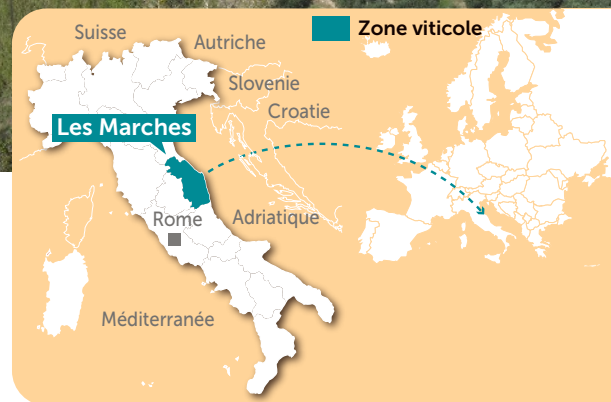 Zone viticole
Suisse
Autriche
Slovenie
Croatie
Les Marches
Rome
Adriatique
Méditerranée